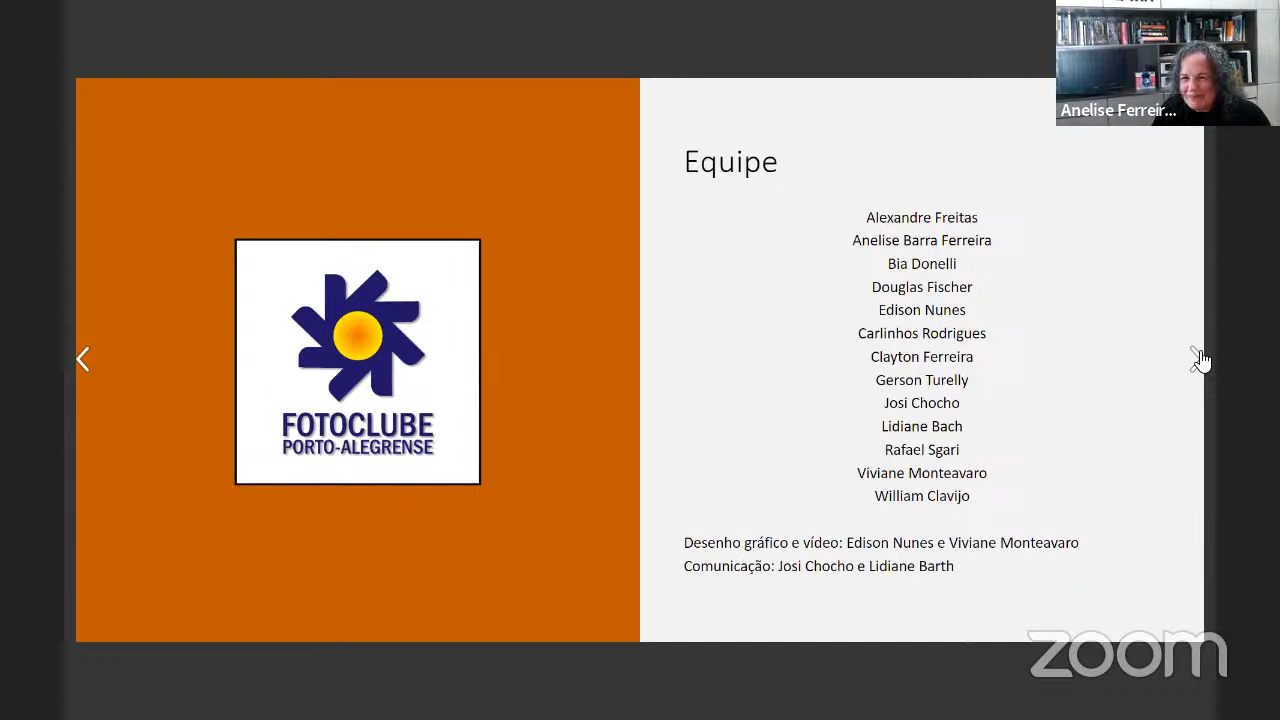 Anelise Ferreir...
Equipe
Alexandre Freitas
Anelise Barra Ferreira
Bia Donelli
Douglas Fischer
Edison Nunes
Carlinhos Rodrigues
Clayton Ferreira
Gerson Turelly
Josi Chocho
Lidiane Bach
Rafael Sgari
Viviane Monteavaro
William Clavijo
Desenho gráfico e vídeo: Edison Nunes e Viviane Monteavaro
Comunicação: Josi Chocho e Lidiane Barth
FOTOCLUBE
PORTO-ALEGRENSE
zoom